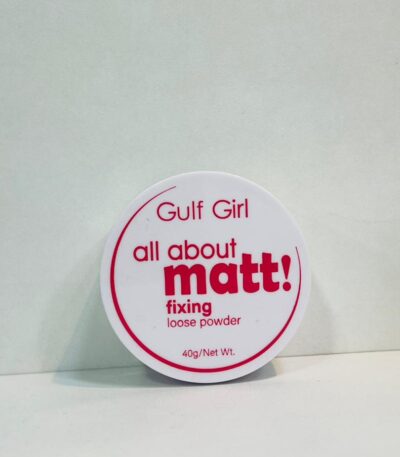 Gulf Girl
all about
matt!
fixing
loose powder
40g/Net Wt.